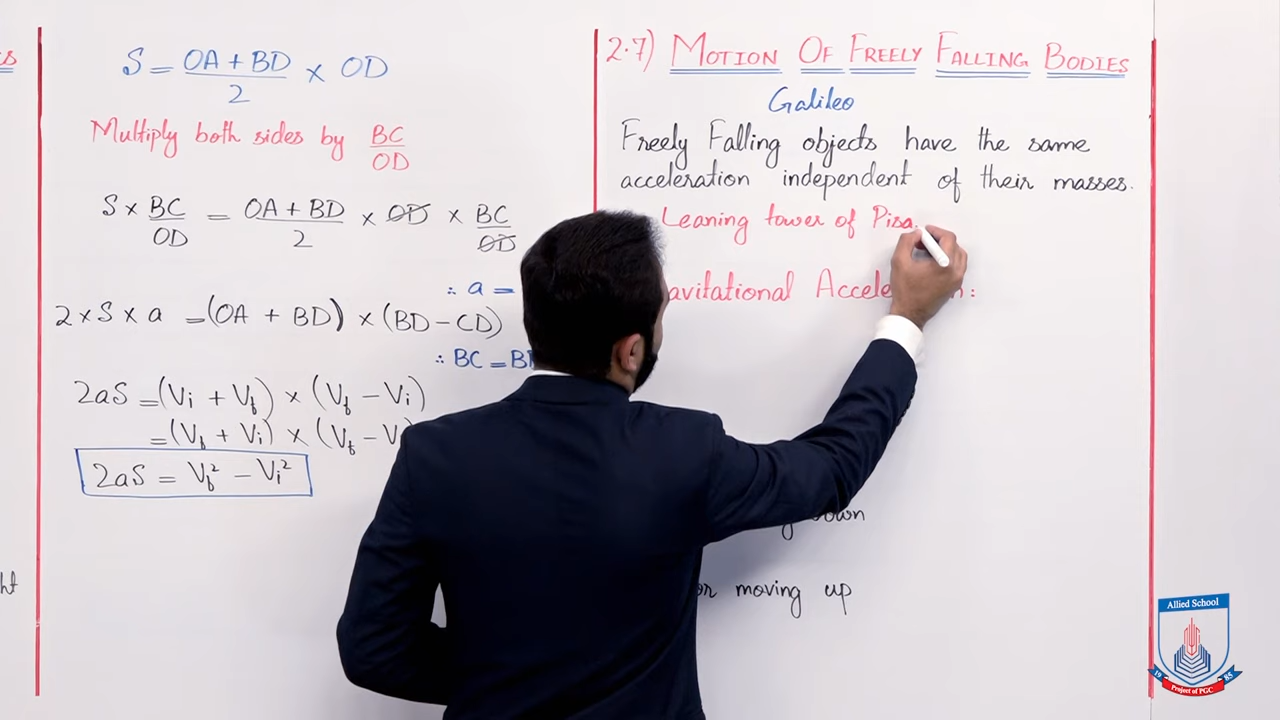 S = OA + BD / 2 × OD
Multiply both sides by BC / OD
S × BC / OD = OA + BD / 2 × OD × BC / OD
∴ a =
2 × S × a = (OA + BD) × (BD − CD)
∴ BC = B
2aS = (Vi + Vf) × (Vf − Vi)
= (Vf + Vi) × (Vf − V
2aS = Vf² − Vi²
2.7) MOTION OF FREELY FALLING BODIES
Galileo
Freely Falling objects have the same
acceleration independent of their masses.
Leaning tower of Pisa.
avitational Accele n:
own
or moving up
Allied School
19 85
Project of PGC